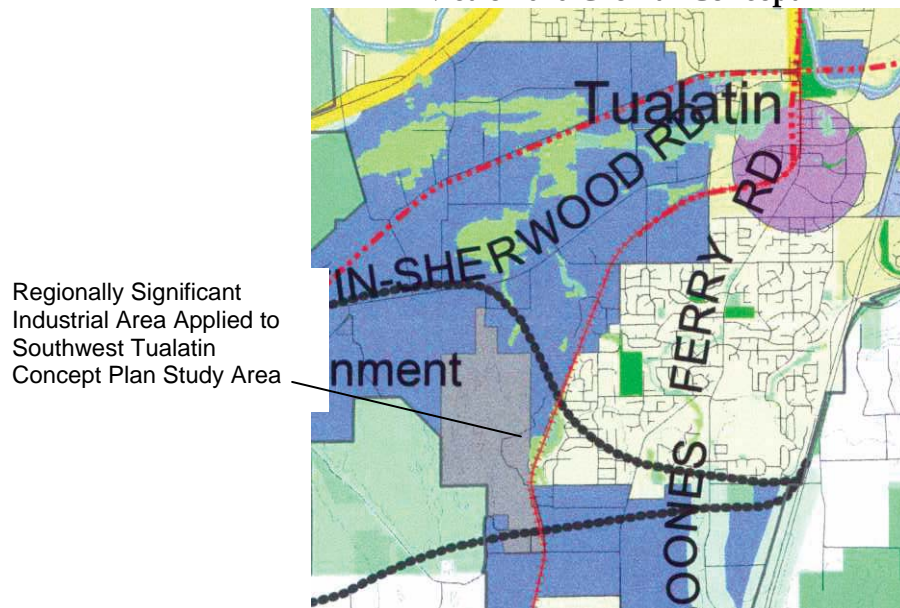 Tualatin
IN-SHERWOOD RD
Regionally Significant
Industrial Area Applied to
Southwest Tualatin
Concept Plan Study Area
nment
OONES FERRY RD